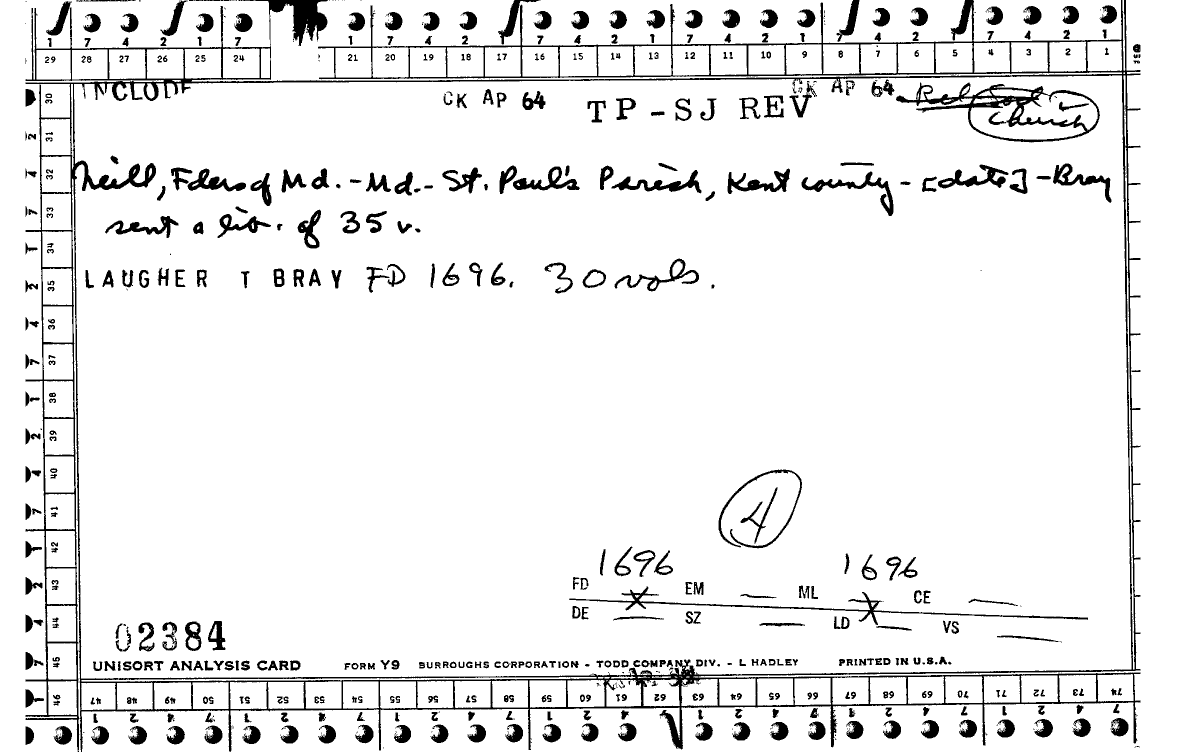 1 7 4 2 1 7 1 7 4 2 1 7 4 2 1 7 4 2 1 7 4 2 1 7 4 2 1
29 28 27 26 25 24 21 20 19 18 17 16 15 14 13 12 11 10 9 8 7 6 5 4 3 2 1
INCLUDE CK AP 64 TP-SJ REV CK AP 64 Rel Soc
Church
Neill, Fders of Md. - Md. - St. Paul's Parish, Kent county - [date] - Bray
sent a lib. of 35 v.
LAUGHER T BRAY FD 1696. 30 vols.
4
1696 1696
FD EM ML CE
DE SZ LD VS
02384
UNISORT ANALYSIS CARD FORM Y9 BURROUGHS CORPORATION - TODD COMPANY DIV. - L HADLEY PRINTED IN U.S.A.
30
31
32
33
34
35
36
37
38
39
40
41
42
43
44
45
46
47 48 49 50 51 52 53 54 55 56 57 58 59 60 61 62 63 64 65 66 67 68 69 70 71 72 73 74